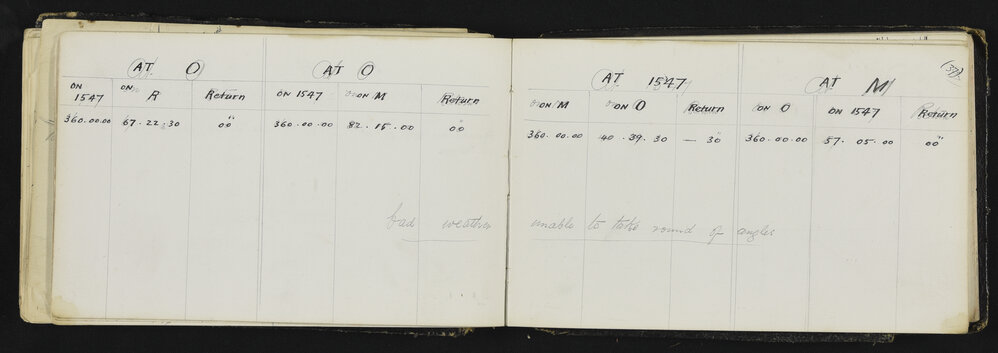 AT O
ON 1547 ON R Return
360.00.00 67.22.30 00"
AT O
ON 1547 ON M Return
360.00.00 82.15.00 00"
(37)
AT 1547
ON M ON O Return
360.00.00 40.39.30 — 30"
AT M
ON O ON 1547 Return
360.00.00 57.05.00 00"
bad weather unable to take round of angles